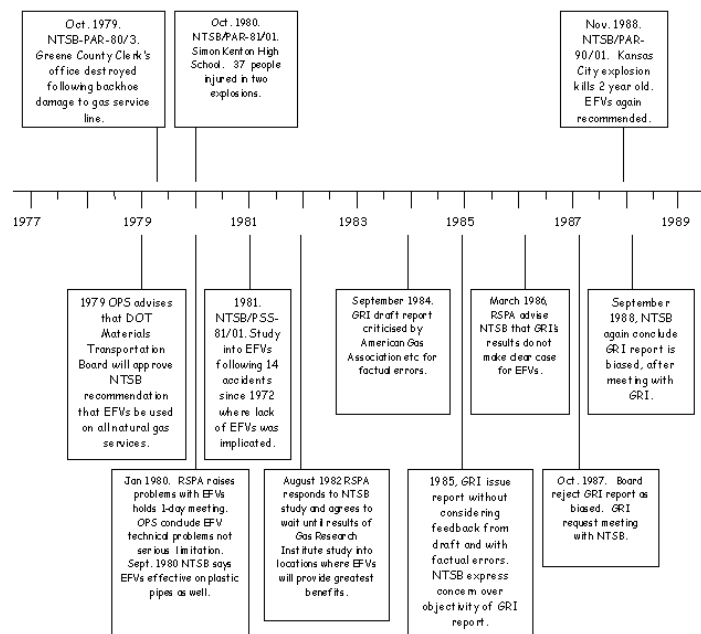 Oct. 1979.
NTSB-PAR-80/3.
Greene County Clerk's
office destroyed
following backhoe
damage to gas service
line.
Oct. 1980.
NTSB/PAR-81/01.
Simon Kenton High
School. 37 people
injured in two
explosions.
Nov. 1988.
NTSB/PAR-
90/01. Kansas
City explosion
kills 2 year old.
EFVs again
recommended.
1977
1979
1981
1983
1985
1987
1989
1979 OPS advises
that DOT
Materials
Transportation
Board will approve
NTSB
recommendation
that EFVs be used
on all natural gas
services.
1981.
NTSB/PSS-
81/01. Study
into EFVs
following 14
accidents
since 1972
where lack
of EFVs was
implicated.
September 1984.
GRI draft report
criticised by
American Gas
Association etc for
factual errors.
March 1986,
RSPA advise
NTSB that GRI's
results do not
make clear case
for EFVs.
September
1988, NTSB
again conclude
GRI report is
biased, after
meeting with
GRI.
Jan 1980. RSPA raises
problems with EFVs
holds 1-day meeting.
OPS conclude EFV
technical problems not
serious limitation.
Sept. 1980 NTSB says
EFVs effective on plastic
pipes as well.
August 1982 RSPA
responds to NTSB
study and agrees to
wait until results of
Gas Research
Institute study into
locations where EFVs
will provide greatest
benefits.
1985, GRI issue
report without
considering
feedback from
draft and with
factual errors.
NTSB express
concern over
objectivity of GRI
report.
Oct. 1987. Board
reject GRI report as
biased. GRI
request meeting
with NTSB.